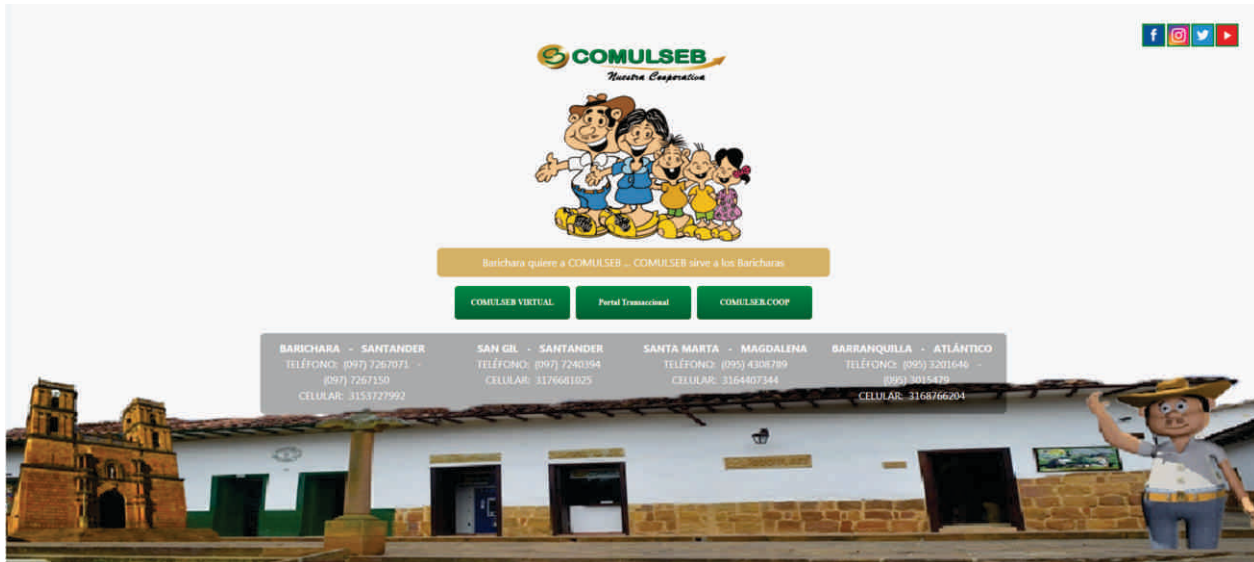 COMULSEB
Nuestra Cooperativa
Barichara quiere a COMULSEB ... COMULSEB sirve a los Baricharas
COMULSEB VIRTUAL
Portal Transaccional
COMULSEB.COOP
BARICHARA - SANTANDER
TELÉFONO: (097) 7267071 -
(097) 7267150
CELULAR: 3153727992
SAN GIL - SANTANDER
TELÉFONO: (097) 7240394
CELULAR: 3176681025
SANTA MARTA - MAGDALENA
TELÉFONO: (095) 4308789
CELULAR: 3164407344
BARRANQUILLA - ATLÁNTICO
TELÉFONO: (095) 3201646 -
(095) 3015479
CELULAR: 3168766204